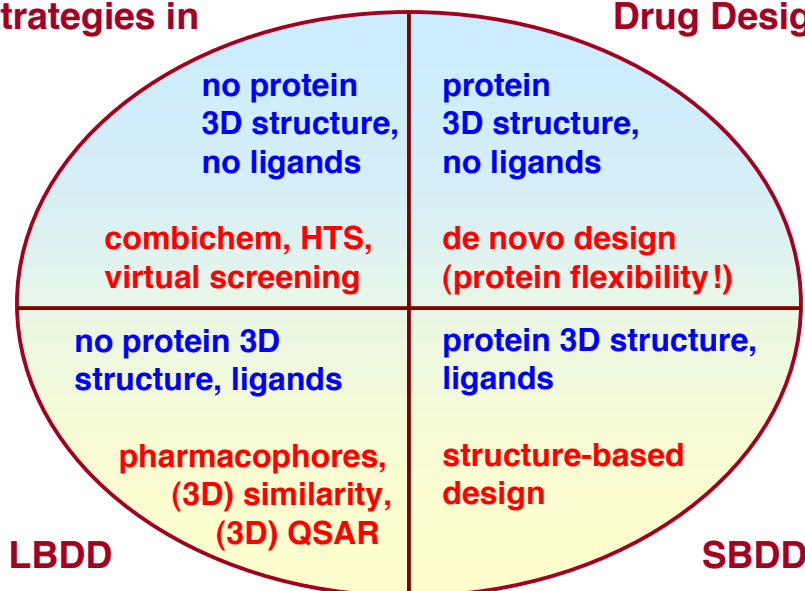 trategies in
Drug Desig
no protein
3D structure,
no ligands
combichem, HTS,
virtual screening
protein
3D structure,
no ligands
de novo design
(protein flexibility!)
no protein 3D
structure, ligands
pharmacophores,
(3D) similarity,
(3D) QSAR
protein 3D structure,
ligands
structure-based
design
LBDD
SBDD